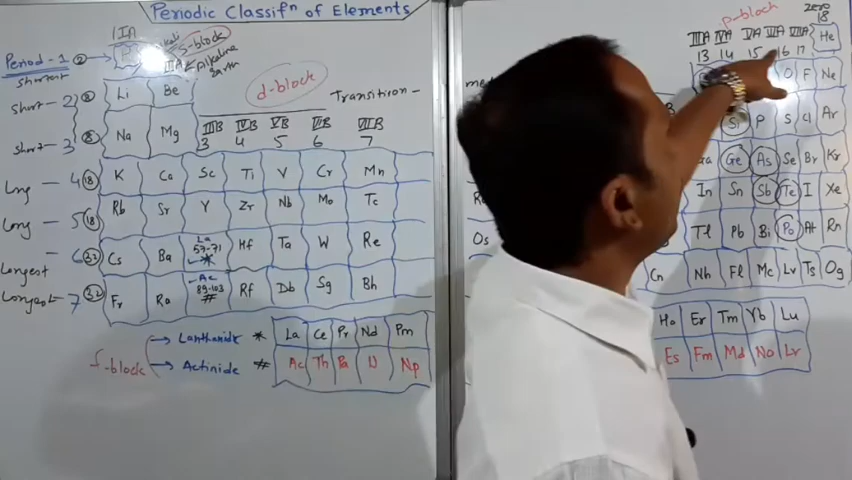 Periodic Classifn of Elements
p-block
zero
18
1 IA
s-block
IIA Alkaline Earth
Period-1 ②
shortest
IIIA IVA VA VIA VIIA
13 14 15 16 17
He
d-block
Transition -
short - 2 ⑧ Li Be
O F Ne
IIIB IVB VB VIB VIIB
3 4 5 6 7
short - 3 ⑧ Na Mg
Si P S Cl Ar
Long - 4 ⑱ K Ca Sc Ti V Cr Mn
Ge As Se Br Kr
Long - 5 ⑱ Rb Sr Y Zr Nb Mo Tc
In Sn Sb Te I Xe
Longest - 6 ㉜ Cs Ba La 57-71 * Hf Ta W Re
Os Tl Pb Bi Po At Rn
Longest - 7 ㉜ Fr Ra Ac 89-103 # Rf Db Sg Bh
Cn Nh Fl Mc Lv Ts Og
f-block
Lanthanide * La Ce Pr Nd Pm
Ho Er Tm Yb Lu
Actinide # Ac Th Pa U Np
Es Fm Md No Lr